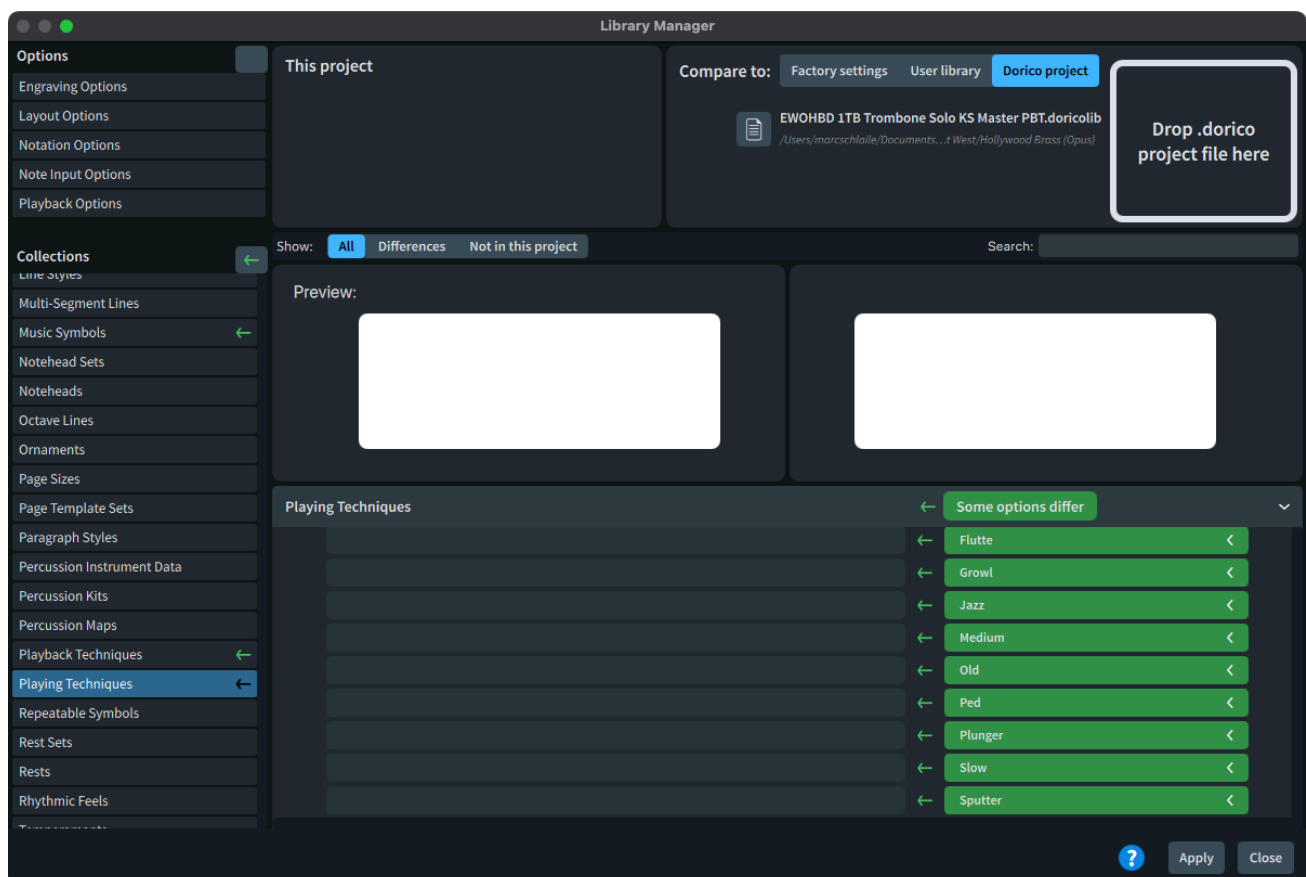 Library Manager
Options
Engraving Options
Layout Options
Notation Options
Note Input Options
Playback Options
Collections
Line Styles
Multi-Segment Lines
Music Symbols
Notehead Sets
Noteheads
Octave Lines
Ornaments
Page Sizes
Page Template Sets
Paragraph Styles
Percussion Instrument Data
Percussion Kits
Percussion Maps
Playback Techniques
Playing Techniques
Repeatable Symbols
Rest Sets
Rests
Rhythmic Feels
This project
Compare to: Factory settings User library Dorico project
EWOHBD 1TB Trombone Solo KS Master PBT.doricolib
/Users/marcschlaile/Documents…t West/Hollywood Brass (Opus)
Drop .dorico
project file here
Show: All Differences Not in this project Search:
Preview:
Playing Techniques ← Some options differ
← Flutte
← Growl
← Jazz
← Medium
← Old
← Ped
← Plunger
← Slow
← Sputter
? Apply Close